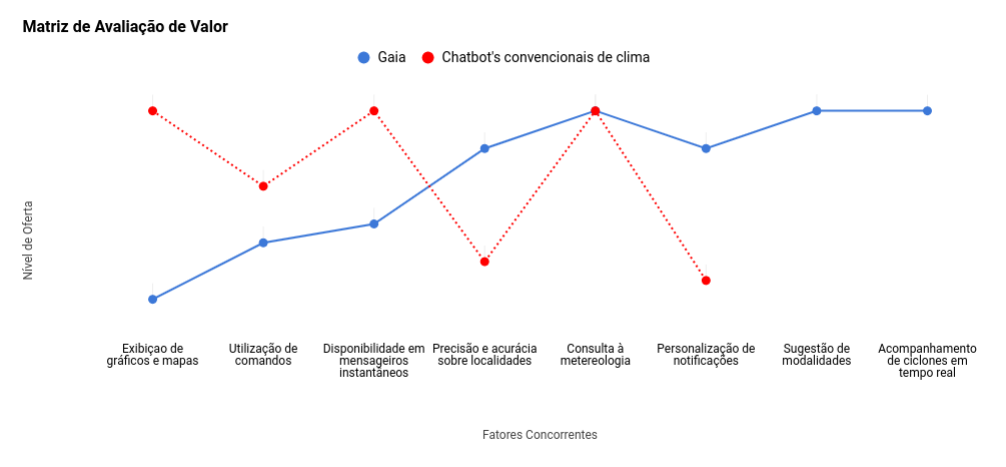 Matriz de Avaliação de Valor
Gaia
Chatbot's convencionais de clima
Nível de Oferta
Exibiçao de
gráficos e mapas
Utilização de
comandos
Disponibilidade em
mensageiros
instantâneos
Precisão e acurácia
sobre localidades
Consulta à
metereologia
Personalização de
notificações
Sugestão de
modalidades
Acompanhamento
de ciclones em
tempo real
Fatores Concorrentes